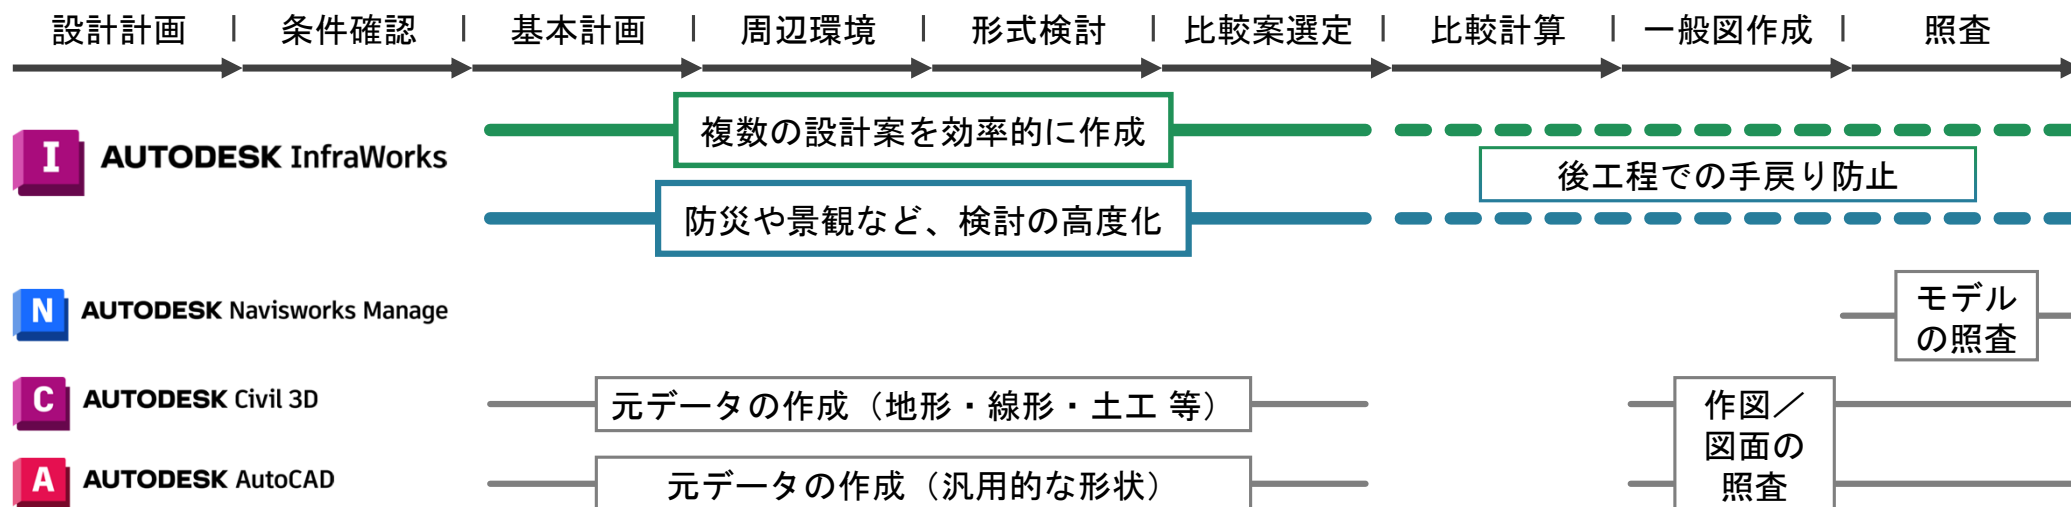 設計計画 | 条件確認 | 基本計画 | 周辺環境 | 形式検討 | 比較案選定 | 比較計算 | 一般図作成 | 照査
複数の設計案を効率的に作成
I AUTODESK InfraWorks
後工程での手戻り防止
防災や景観など、検討の高度化
N AUTODESK Navisworks Manage
モデル
の照査
C AUTODESK Civil 3D
元データの作成（地形・線形・土工 等）
A AUTODESK AutoCAD
元データの作成（汎用的な形状）
作図／
図面の
照査